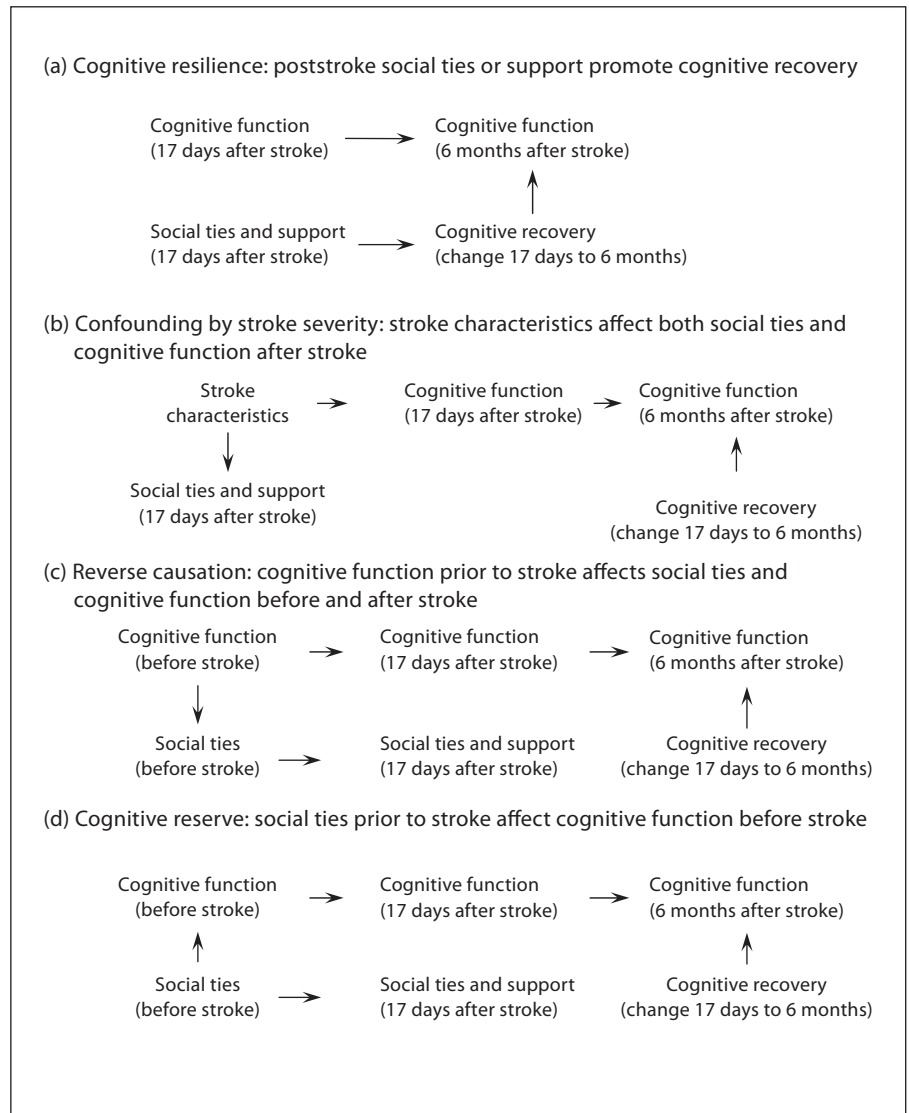 (a) Cognitive resilience: poststroke social ties or support promote cognitive recovery
Cognitive function
(17 days after stroke)
Cognitive function
(6 months after stroke)
Social ties and support
(17 days after stroke)
Cognitive recovery
(change 17 days to 6 months)
(b) Confounding by stroke severity: stroke characteristics affect both social ties and
cognitive function after stroke
Stroke
characteristics
Cognitive function
(17 days after stroke)
Cognitive function
(6 months after stroke)
Social ties and support
(17 days after stroke)
Cognitive recovery
(change 17 days to 6 months)
(c) Reverse causation: cognitive function prior to stroke affects social ties and
cognitive function before and after stroke
Cognitive function
(before stroke)
Cognitive function
(17 days after stroke)
Cognitive function
(6 months after stroke)
Social ties
(before stroke)
Social ties and support
(17 days after stroke)
Cognitive recovery
(change 17 days to 6 months)
(d) Cognitive reserve: social ties prior to stroke affect cognitive function before stroke
Cognitive function
(before stroke)
Cognitive function
(17 days after stroke)
Cognitive function
(6 months after stroke)
Social ties
(before stroke)
Social ties and support
(17 days after stroke)
Cognitive recovery
(change 17 days to 6 months)